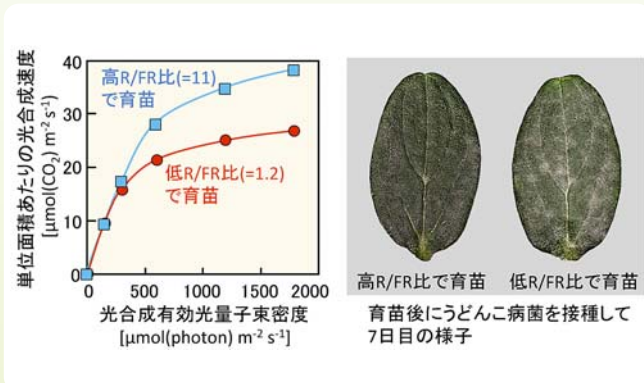 単位面積あたりの光合成速度
[μmol(CO₂) m⁻² s⁻¹]
40
30
20
10
0
高R/FR比(=11)
で育苗
低R/FR比(=1.2)
で育苗
0
500
1000
1500
2000
光合成有効光量子束密度
[μmol(photon) m⁻² s⁻¹]
高R/FR比で育苗
低R/FR比で育苗
育苗後にうどんこ病菌を接種して
7日目の様子